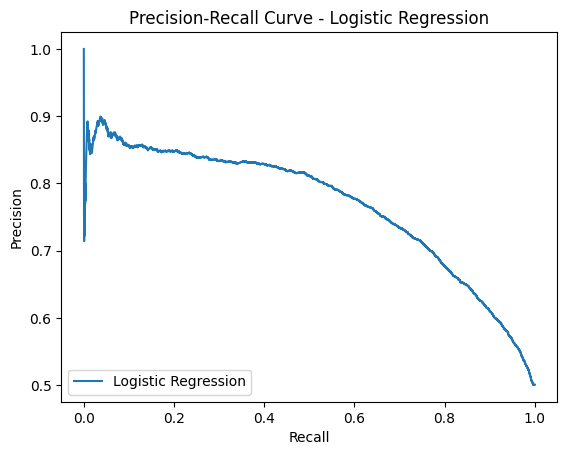 Precision-Recall Curve - Logistic Regression
1.0
0.9
0.8
0.7
0.6
0.5
Precision
Logistic Regression
0.0 0.2 0.4 0.6 0.8 1.0
Recall